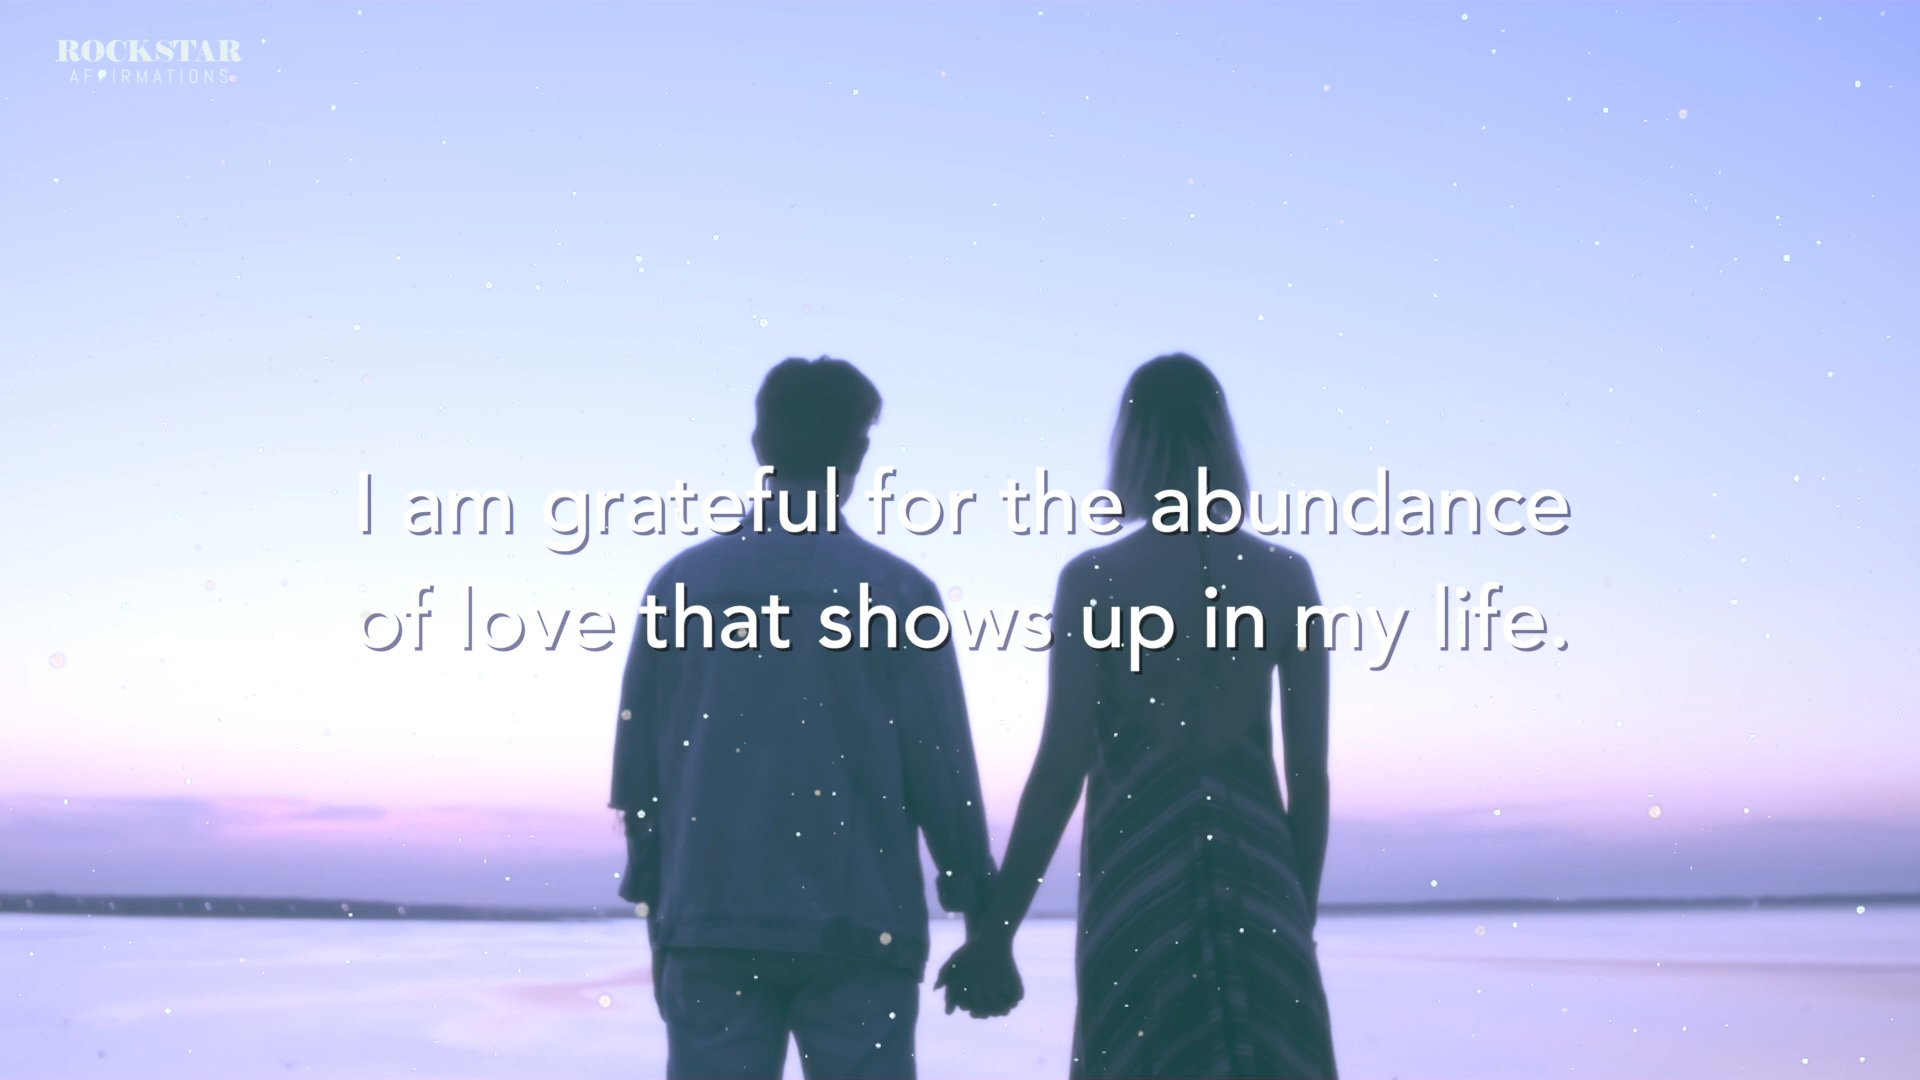 ROCKSTAR
AFFIRMATIONS
I am grateful for the abundance
of love that shows up in my life.